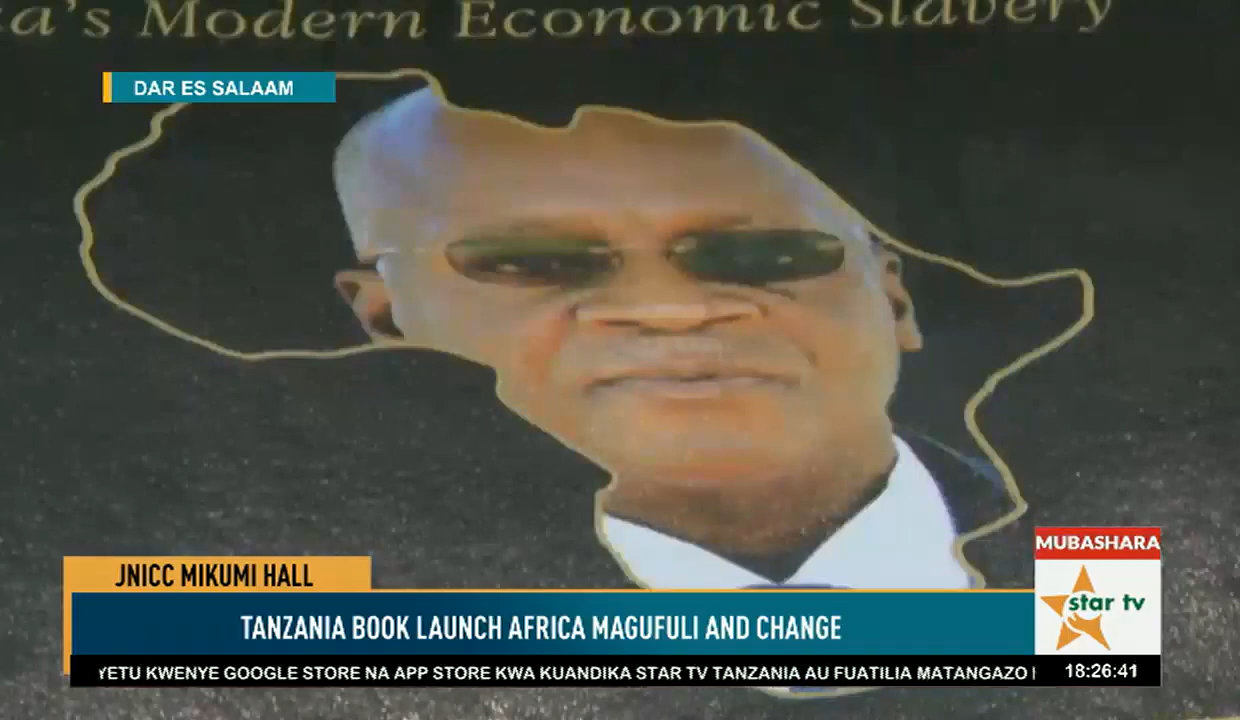 a's Modern Economic Slavery
DAR ES SALAAM
MUBASHARA
JNICC MIKUMI HALL
star tv
TANZANIA BOOK LAUNCH AFRICA MAGUFULI AND CHANGE
YETU KWENYE GOOGLE STORE NA APP STORE KWA KUANDIKA STAR TV TANZANIA AU FUATILIA MATANGAZO
18:26:41